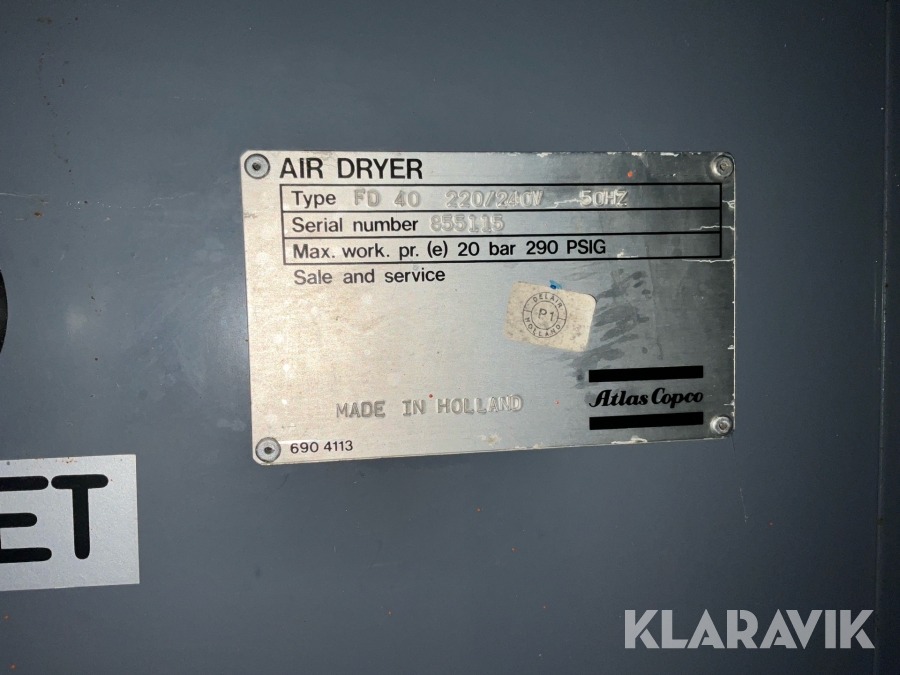 AIR DRYER
Type FD 40 220/240V 50HZ
Serial number 855115
Max. work. pr. (e) 20 bar 290 PSIG
Sale and service
DELAIR
P1
HOLLAND
Atlas Copco
MADE IN HOLLAND
690 4113
ET
KLARAVIK